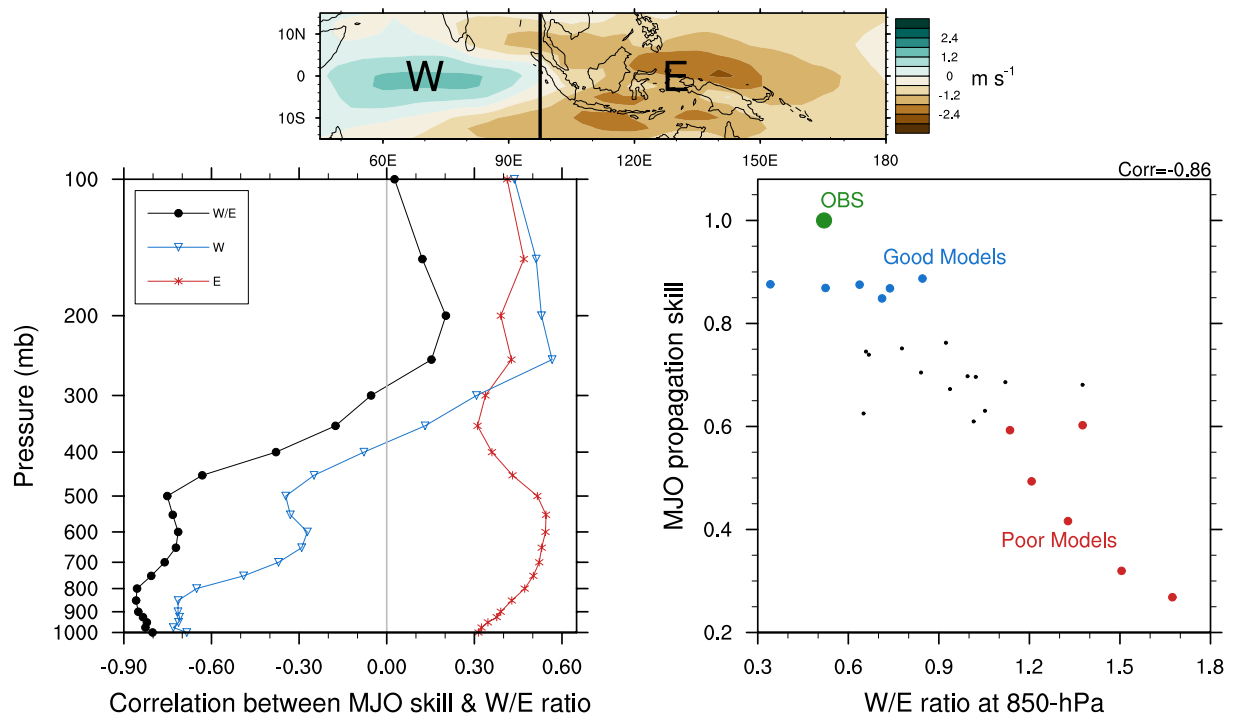 10N
0
10S
W
E
60E 90E 120E 150E 180
2.4
1.2
0
-1.2
-2.4
m s⁻¹
100
200
300
400
500
600
700
800
900
1000
Pressure (mb)
W/E
W
E
-0.90 -0.60 -0.30 0.00 0.30 0.60
Correlation between MJO skill & W/E ratio
Corr=-0.86
1.0
0.8
0.6
0.4
0.2
MJO propagation skill
OBS
Good Models
Poor Models
0.3 0.6 0.9 1.2 1.5 1.8
W/E ratio at 850-hPa